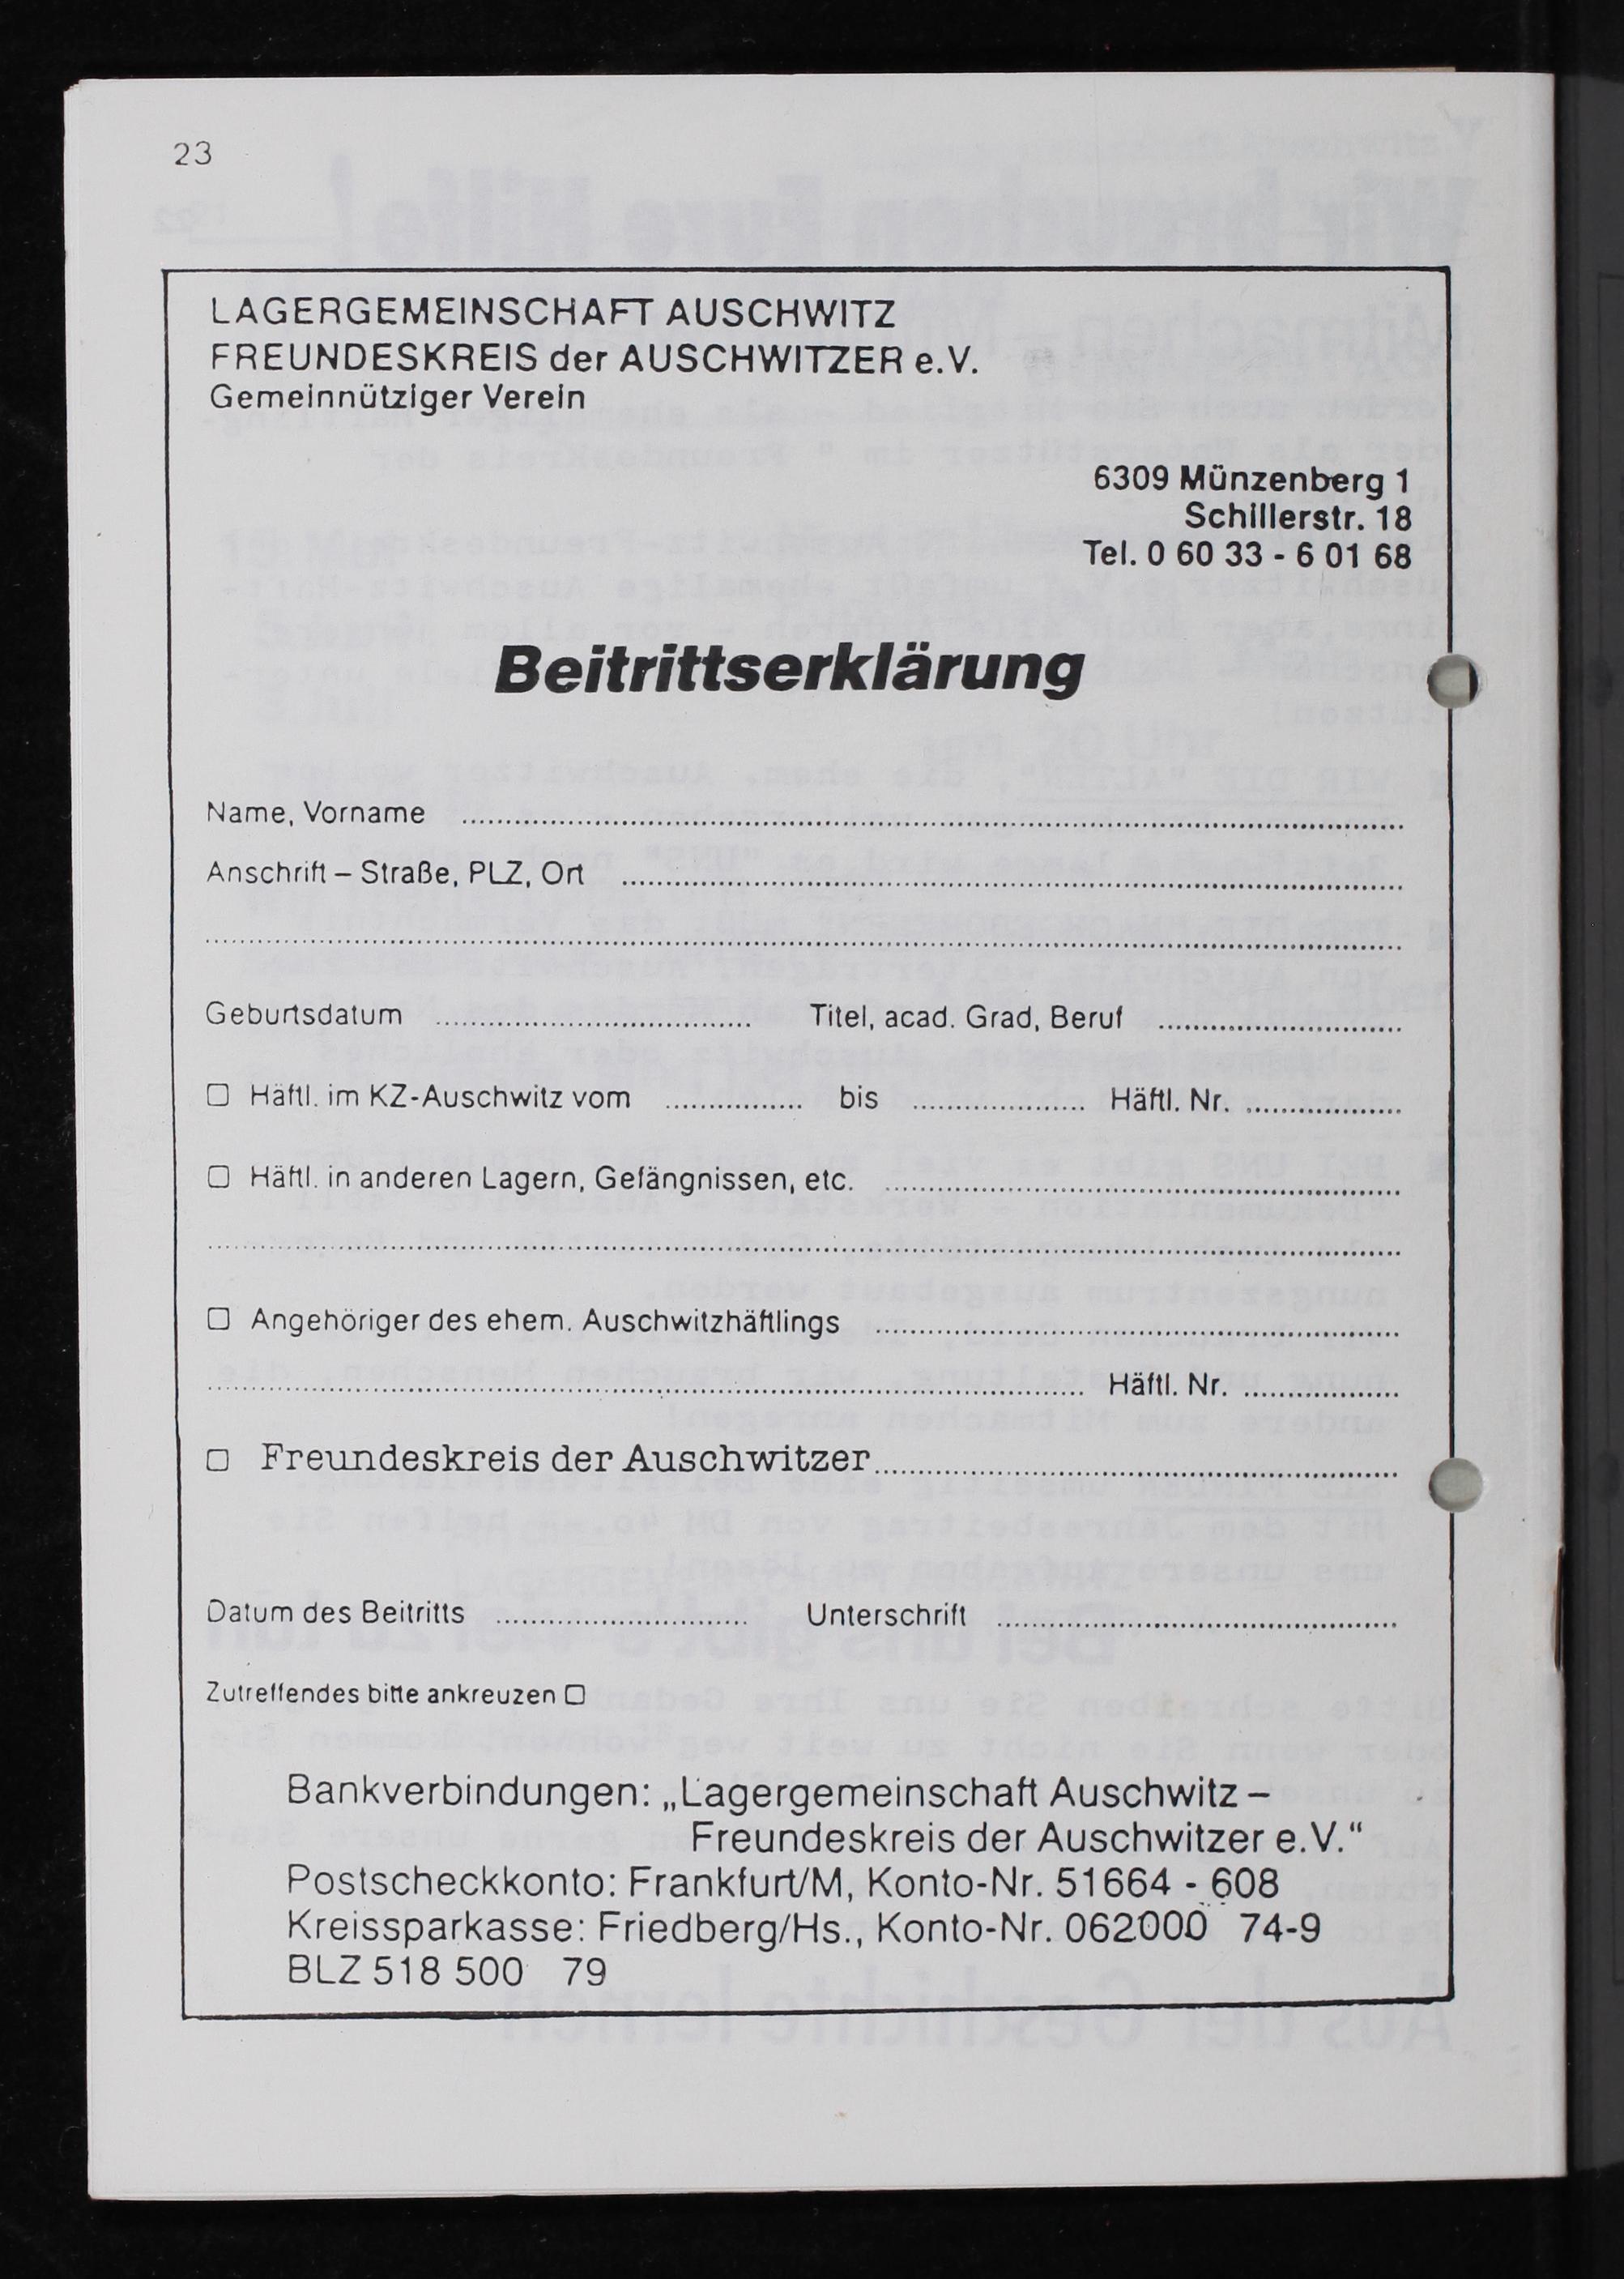 23
LAGERGEMEINSCHAFT AUSCHWITZ
FREUNDESKREIS der AUSCHWITZER e.V.
Gemeinnütziger Verein
6309 Münzenberg 1
Schillerstr. 18
Tel. 0 60 33 - 6 01 68
Beitrittserklärung
Name, Vorname
Anschrift – Straße, PLZ, Ort
Geburtsdatum Titel, acad. Grad, Beruf
☐ Häftl. im KZ-Auschwitz vom bis Häftl. Nr.
☐ Häftl. in anderen Lagern, Gefängnissen, etc.
☐ Angehöriger des ehem. Auschwitzhäftlings
Häftl. Nr.
☐ Freundeskreis der Auschwitzer
Datum des Beitritts Unterschrift
Zutreffendes bitte ankreuzen ☐
Bankverbindungen: „Lagergemeinschaft Auschwitz –
Freundeskreis der Auschwitzer e.V.“
Postscheckkonto: Frankfurt/M, Konto-Nr. 51664 - 608
Kreissparkasse: Friedberg/Hs., Konto-Nr. 062000 74-9
BLZ 518 500 79